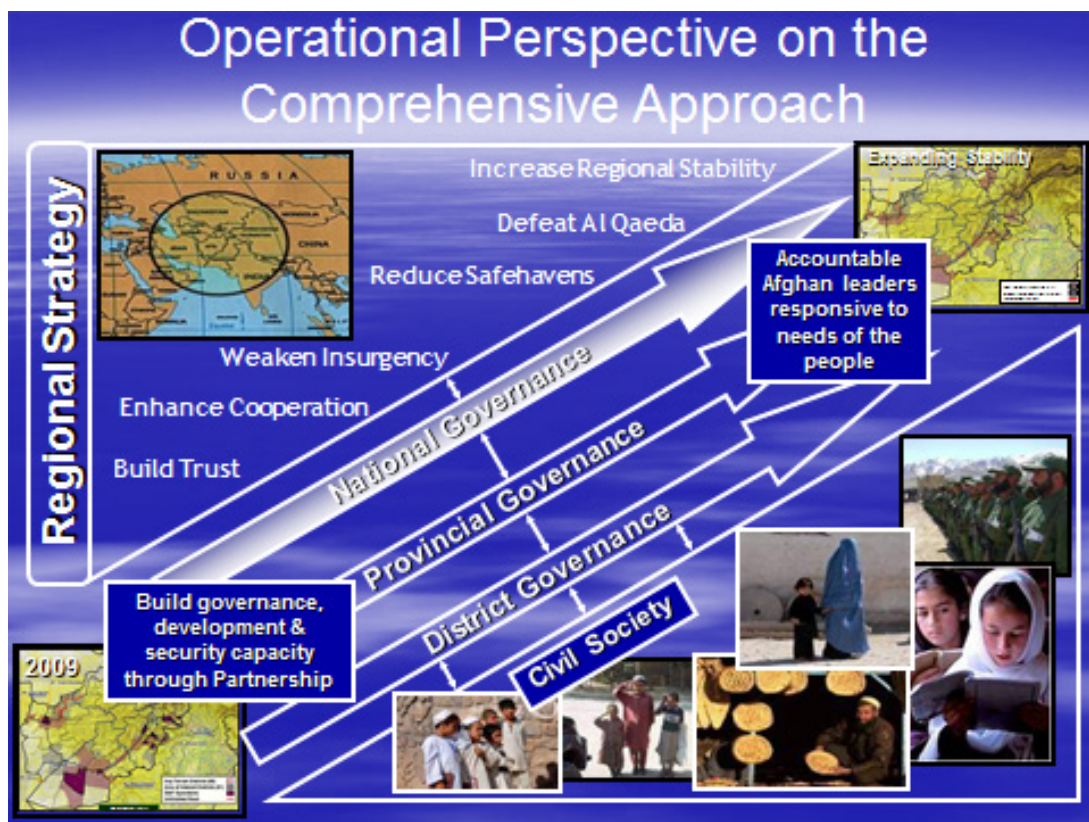 Operational Perspective on the
Comprehensive Approach
Regional Strategy
RUSSIA
MONGOLIA
CHINA
INDIA
Increase Regional Stability
Defeat Al Qaeda
Reduce Safehavens
Weaken Insurgency
Enhance Cooperation
Build Trust
Expanding Stability
Accountable
Afghan leaders
responsive to
needs of the
people
National Governance
Provincial Governance
District Governance
Civil Society
Build governance,
development &
security capacity
through Partnership
2009